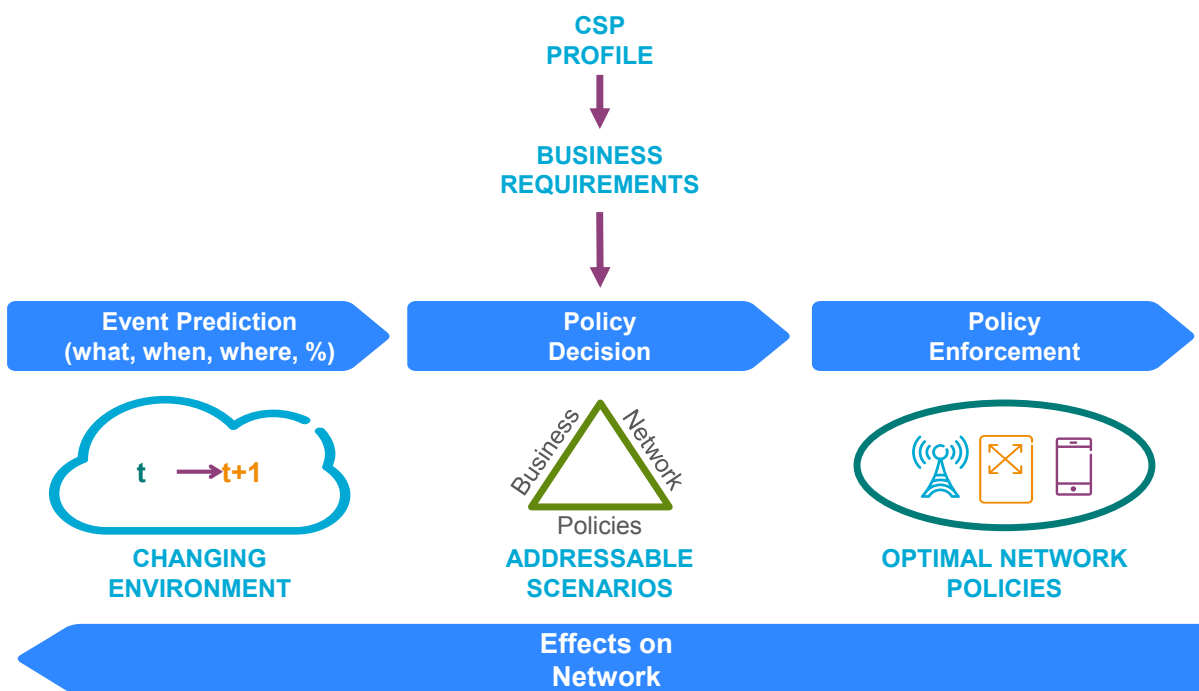 CSP
PROFILE
BUSINESS
REQUIREMENTS
Event Prediction
(what, when, where, %)
Policy
Decision
Policy
Enforcement
t
t+1
Business
Network
Policies
CHANGING
ENVIRONMENT
ADDRESSABLE
SCENARIOS
OPTIMAL NETWORK
POLICIES
Effects on
Network